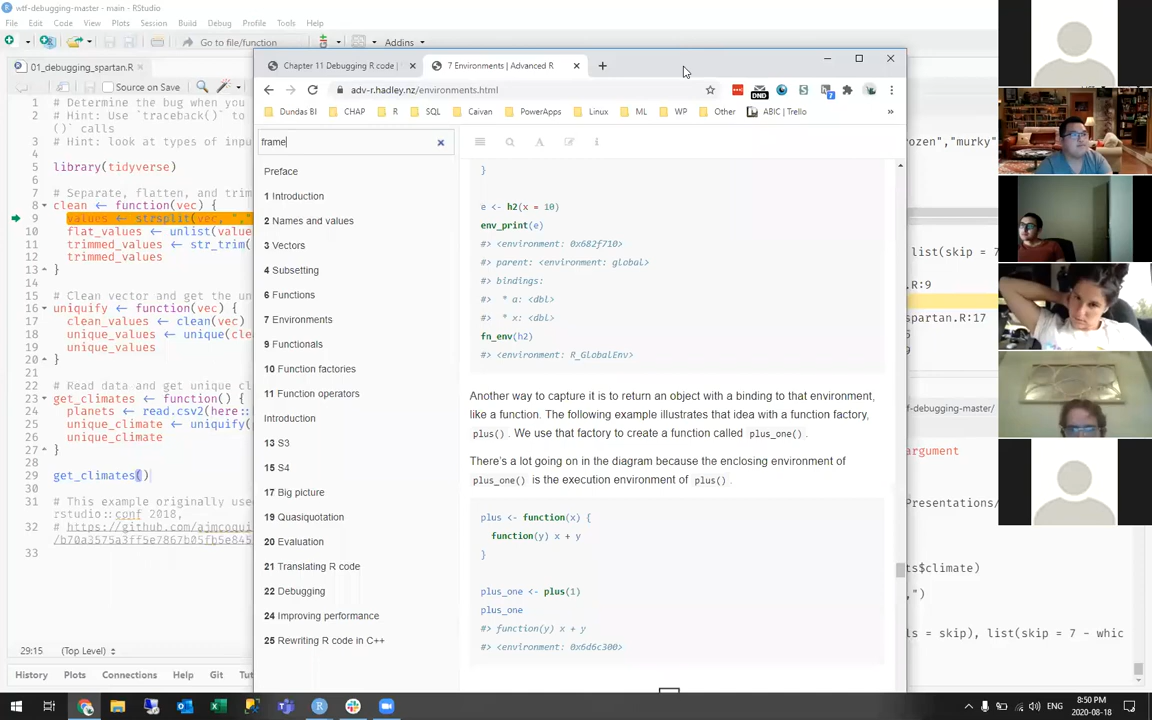 wtf-debugging-master - main - RStudio
File Edit Code View Plots Session Build Debug Profile Tools Help
Go to file/function
Addins
01_debugging_spartan.R
Source on Save
1 # Determine the bug when you
2 # Hint: Use `traceback()` to
() ` calls
3 # Hint: look at types of input
4
5 library(tidyverse)
6
7 # Separate, flatten, and trim
8 clean <- function(vec) {
9 values <- strsplit(vec, ","
10 flat_values <- unlist(value
11 trimmed_values <- str_trim(
12 trimmed_values
13 }
14
15 # Clean vector and get the un
16 uniquify <- function(vec) {
17 clean_values <- clean(vec)
18 unique_values <- unique(cle
19 unique_values
20 }
21
22 # Read data and get unique cl
23 get_climates <- function() {
24 planets <- read.csv2(here::
25 unique_climate <- uniquify(
26 unique_climate
27 }
28
29 get_climates()
30
31 # This example originally use
rstudio::conf 2018,
32 # https://github.com/ajmcoqui
/b70a3575a3ff5e7867b05fb5e845
33
29:15 (Top Level)
History Plots Connections Help Git Tut
Chapter 11 Debugging R code |
7 Environments | Advanced R
adv-r.hadley.nz/environments.html
DND
7
Dundas BI CHAP R SQL Caivan PowerApps Linux ML WP Other ABIC | Trello »
frame
Preface
1 Introduction
2 Names and values
3 Vectors
4 Subsetting
6 Functions
7 Environments
9 Functionals
10 Function factories
11 Function operators
Introduction
13 S3
15 S4
17 Big picture
19 Quasiquotation
20 Evaluation
21 Translating R code
22 Debugging
24 Improving performance
25 Rewriting R code in C++
}
e <- h2(x = 10)
env_print(e)
#> <environment: 0x682f710>
#> parent: <environment: global>
#> bindings:
#> * a: <dbl>
#> * x: <dbl>
fn_env(h2)
#> <environment: R_GlobalEnv>
Another way to capture it is to return an object with a binding to that environment,
like a function. The following example illustrates that idea with a function factory,
plus() . We use that factory to create a function called plus_one() .
There's a lot going on in the diagram because the enclosing environment of
plus_one() is the execution environment of plus() .
plus <- function(x) {
function(y) x + y
}
plus_one <- plus(1)
plus_one
#> function(y) x + y
#> <environment: 0x6d6c300>
rozen","murky"
list(skip = 7
.R:9
spartan.R:17
5
9
f-debugging-master/
argument
Presentations/
ts$climate)
,")
ls = skip), list(skip = 7 - whic
ENG
8:50 PM
2020-08-18